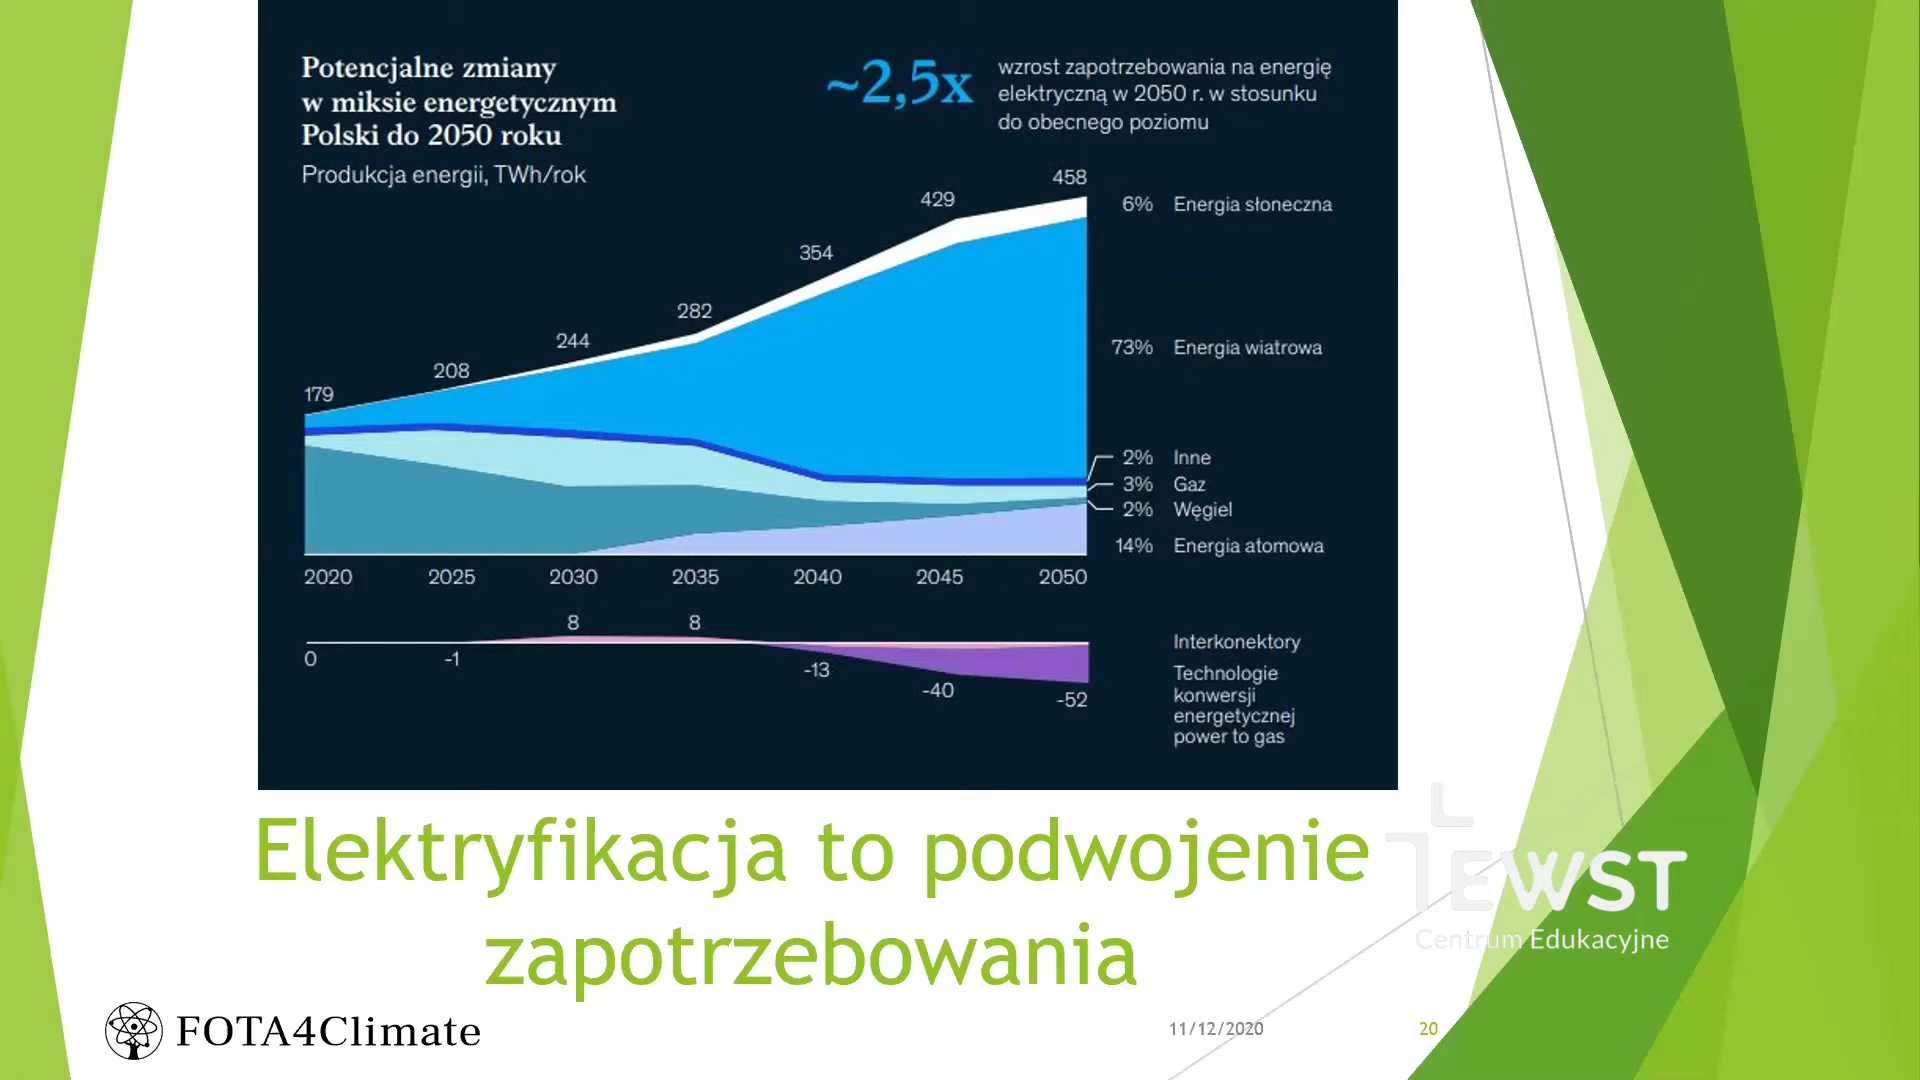 Potencjalne zmiany
w miksie energetycznym
Polski do 2050 roku
Produkcja energii, TWh/rok
~2,5x
wzrost zapotrzebowania na energię
elektryczną w 2050 r. w stosunku
do obecnego poziomu
179
208
244
282
354
429
458
6% Energia słoneczna
73% Energia wiatrowa
2% Inne
3% Gaz
2% Węgiel
14% Energia atomowa
2020 2025 2030 2035 2040 2045 2050
0
-1
8
8
-13
-40
-52
Interkonektory
Technologie
konwersji
energetycznej
power to gas
Elektryfikacja to podwojenie
zapotrzebowania
EWST
Centrum Edukacyjne
FOTA4Climate
11/12/2020
20